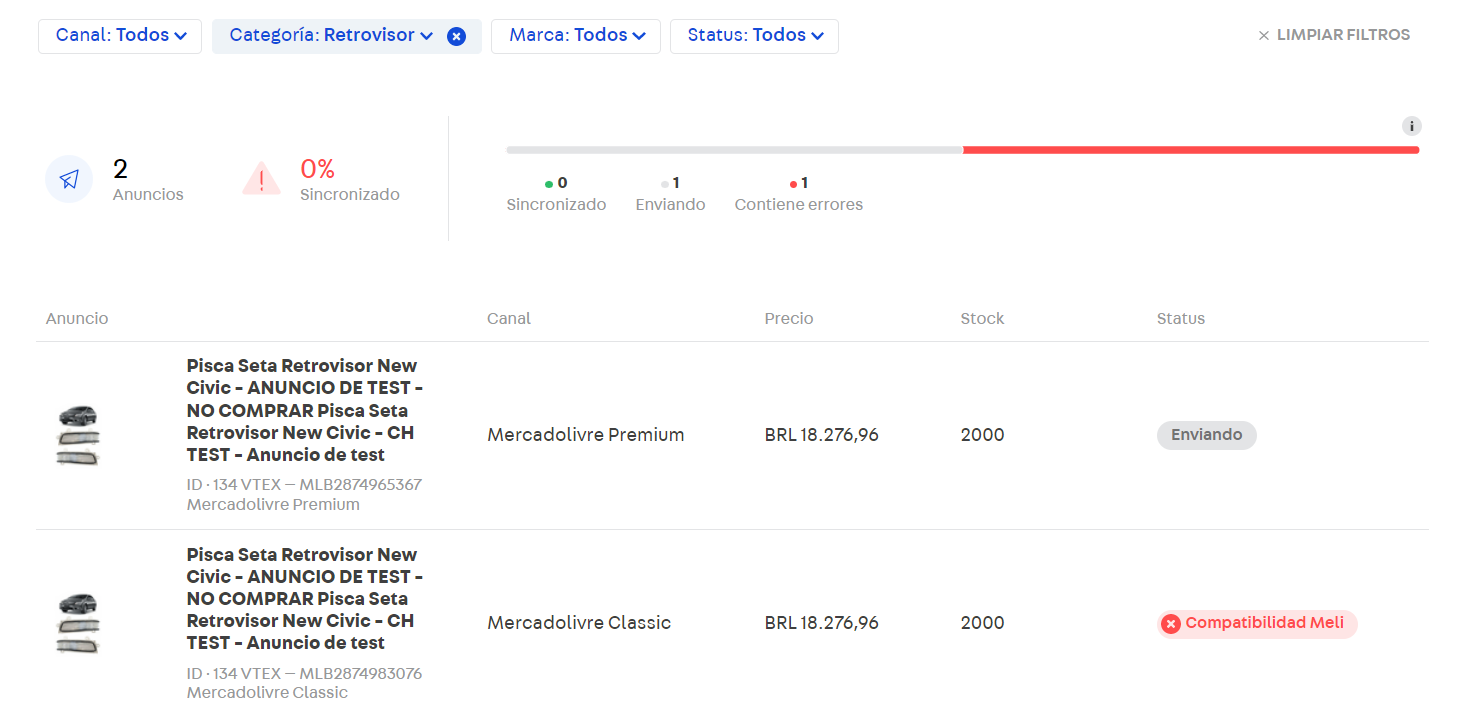 Canal: Todos
Categoría: Retrovisor
Marca: Todos
Status: Todos
LIMPIAR FILTROS
i
2
Anuncios
0%
Sincronizado
0
Sincronizado
1
Enviando
1
Contiene errores
Anuncio Canal Precio Stock Status
Pisca Seta Retrovisor New
Civic - ANUNCIO DE TEST -
NO COMPRAR Pisca Seta
Retrovisor New Civic - CH
TEST - Anuncio de test
ID · 134 VTEX — MLB2874965367
Mercadolivre Premium
Mercadolivre Premium
BRL 18.276,96
2000
Enviando
Pisca Seta Retrovisor New
Civic - ANUNCIO DE TEST -
NO COMPRAR Pisca Seta
Retrovisor New Civic - CH
TEST - Anuncio de test
ID · 134 VTEX — MLB2874983076
Mercadolivre Classic
Mercadolivre Classic
BRL 18.276,96
2000
Compatibilidad Meli